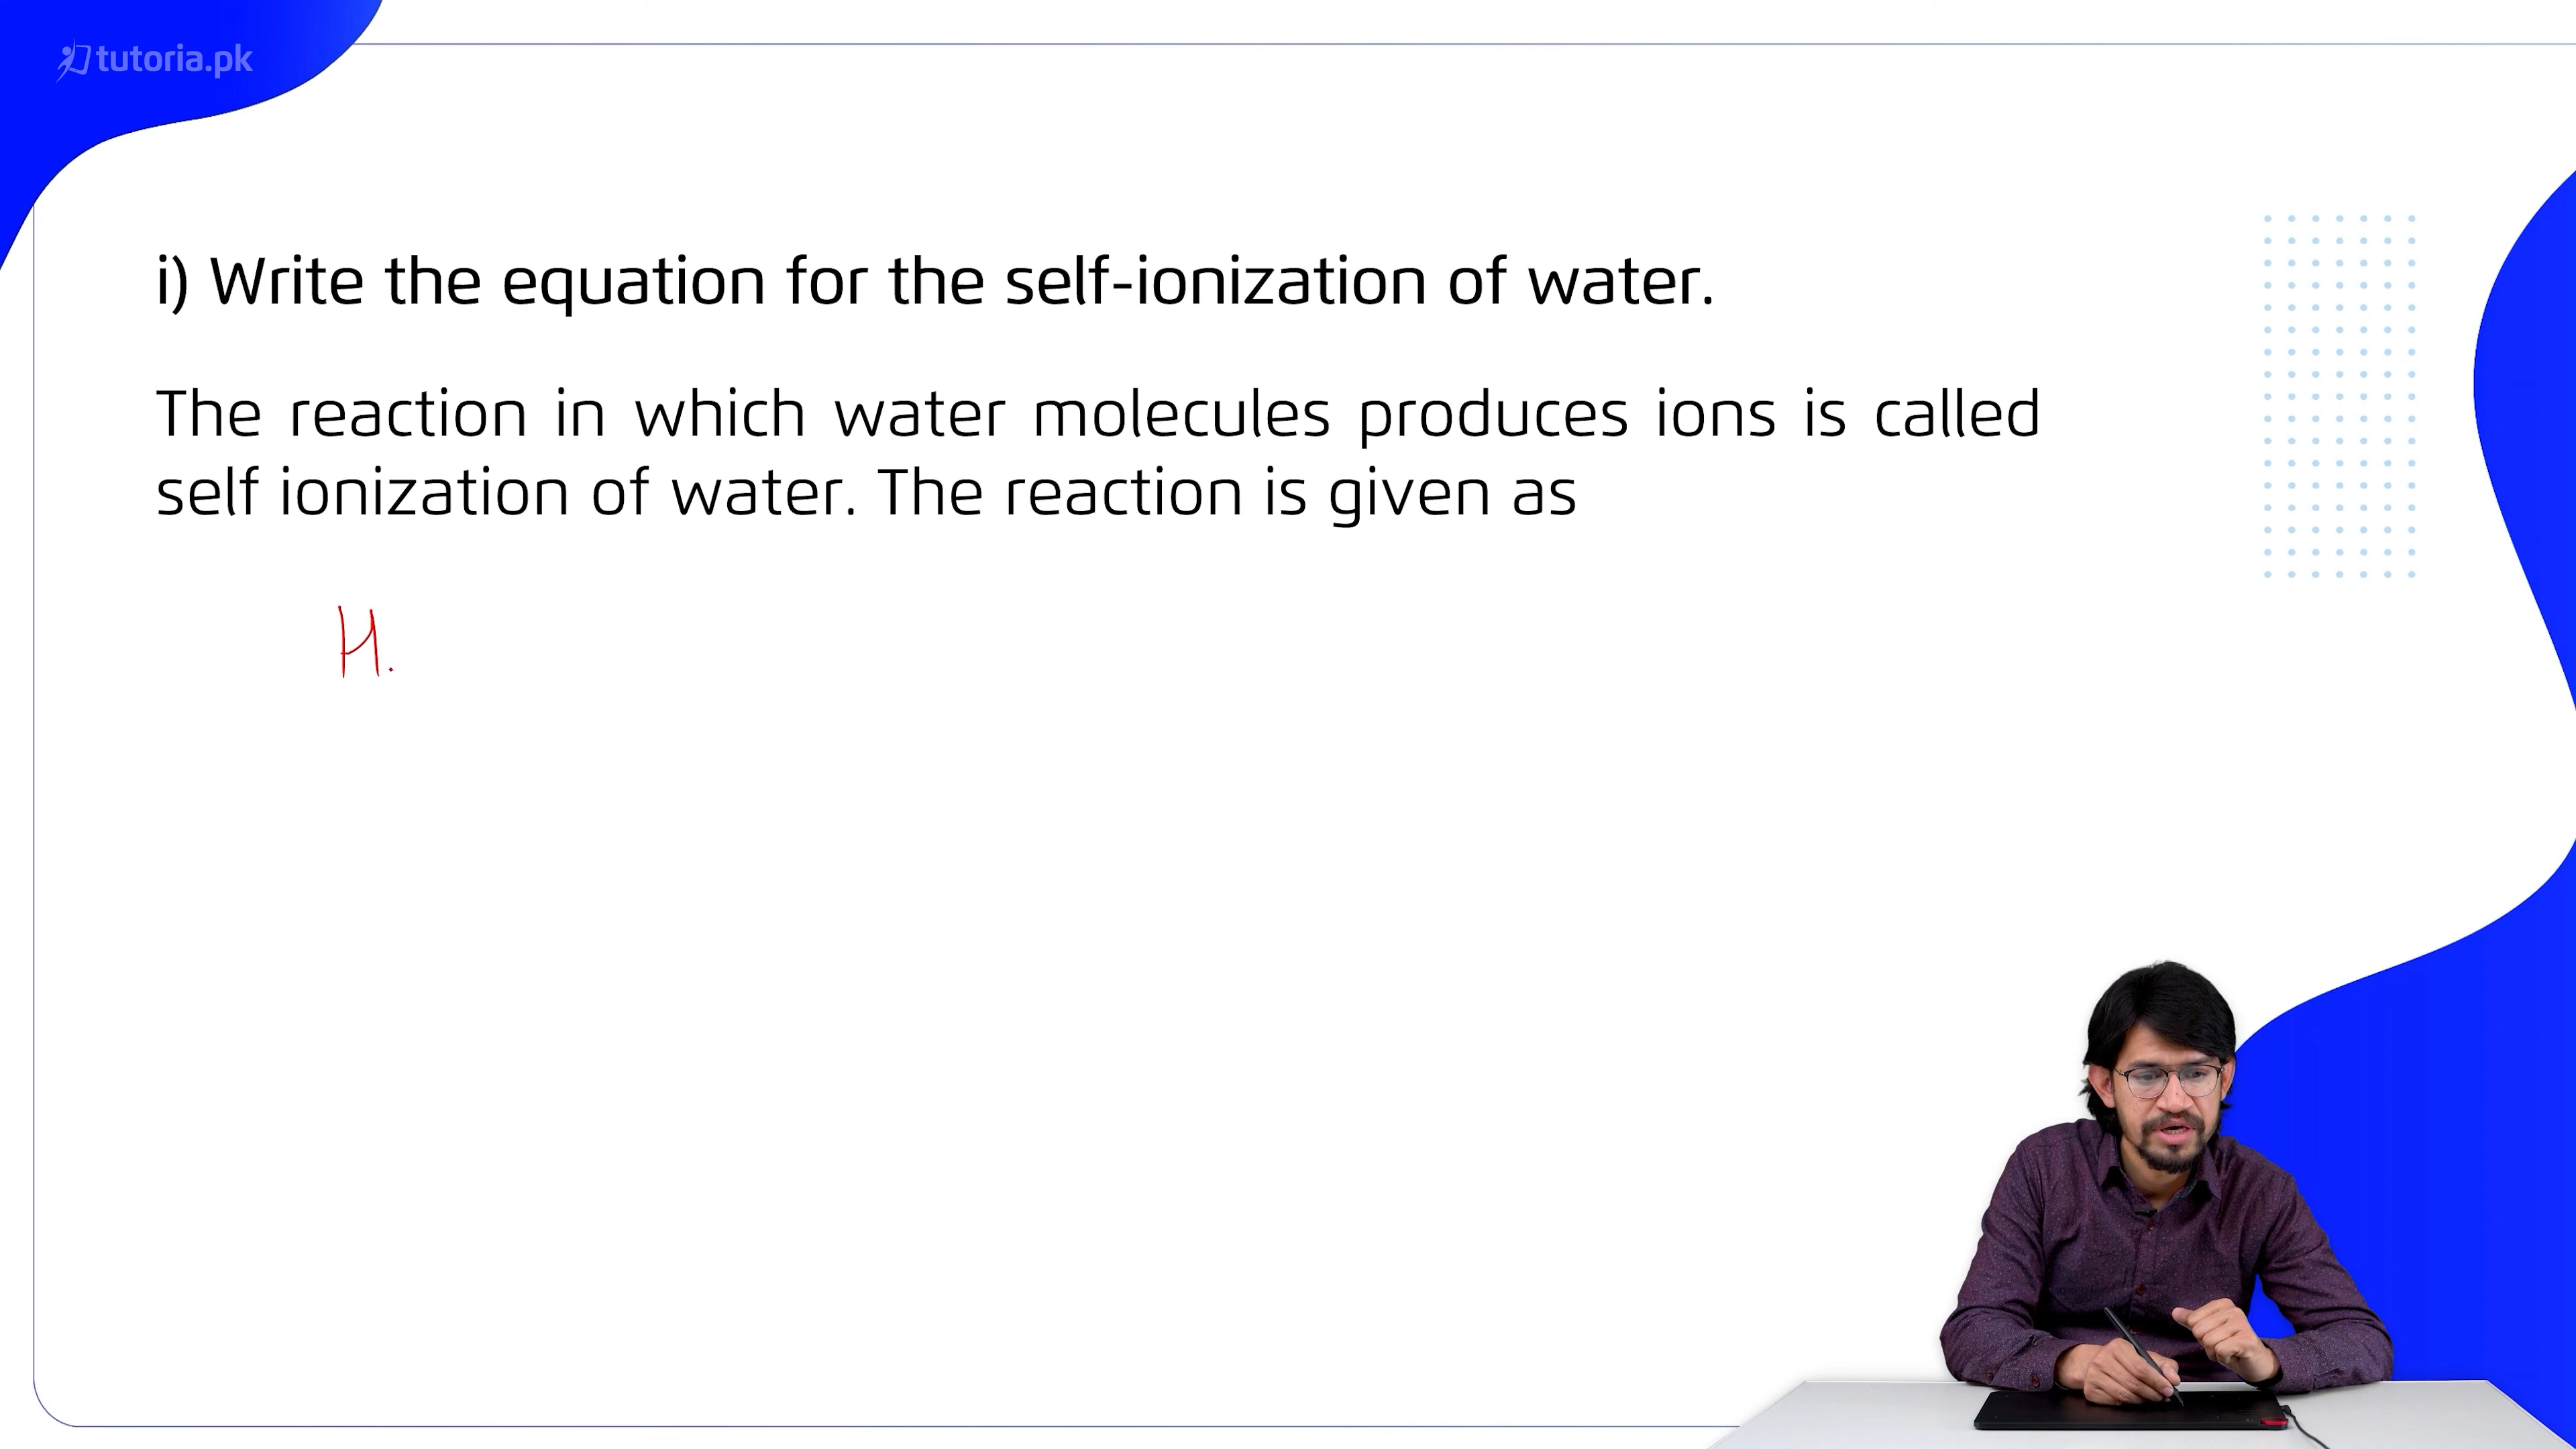 tutoria.pk
i) Write the equation for the self-ionization of water.
The reaction in which water molecules produces ions is called
self ionization of water. The reaction is given as
H.